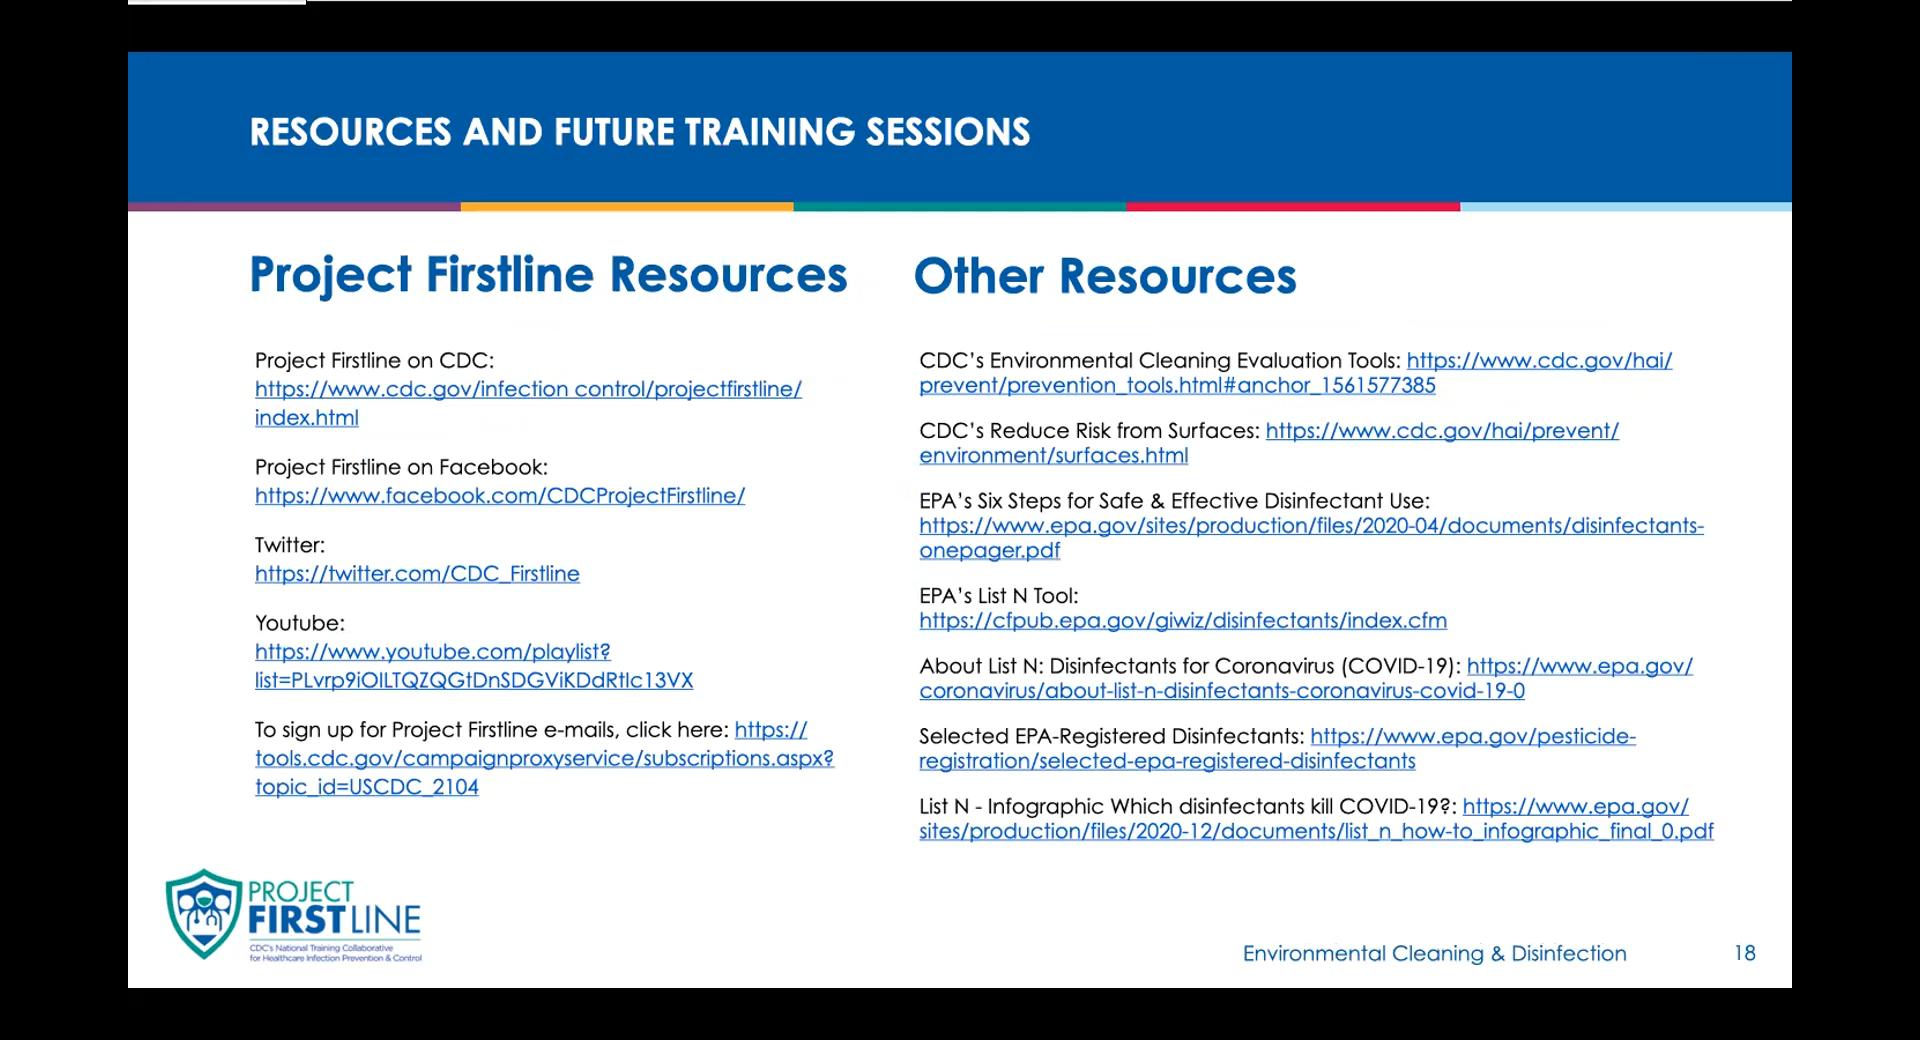 RESOURCES AND FUTURE TRAINING SESSIONS
Project Firstline Resources
Project Firstline on CDC:
https://www.cdc.gov/infection control/projectfirstline/
index.html
Project Firstline on Facebook:
https://www.facebook.com/CDCProjectFirstline/
Twitter:
https://twitter.com/CDC_Firstline
Youtube:
https://www.youtube.com/playlist?
list=PLvrp9iOILTQZQGtDnSDGViKDdRtIc13VX
To sign up for Project Firstline e-mails, click here: https://
tools.cdc.gov/campaignproxyservice/subscriptions.aspx?
topic_id=USCDC_2104
Other Resources
CDC’s Environmental Cleaning Evaluation Tools: https://www.cdc.gov/hai/
prevent/prevention_tools.html#anchor_1561577385
CDC’s Reduce Risk from Surfaces: https://www.cdc.gov/hai/prevent/
environment/surfaces.html
EPA’s Six Steps for Safe & Effective Disinfectant Use:
https://www.epa.gov/sites/production/files/2020-04/documents/disinfectants-
onepager.pdf
EPA’s List N Tool:
https://cfpub.epa.gov/giwiz/disinfectants/index.cfm
About List N: Disinfectants for Coronavirus (COVID-19): https://www.epa.gov/
coronavirus/about-list-n-disinfectants-coronavirus-covid-19-0
Selected EPA-Registered Disinfectants: https://www.epa.gov/pesticide-
registration/selected-epa-registered-disinfectants
List N - Infographic Which disinfectants kill COVID-19?: https://www.epa.gov/
sites/production/files/2020-12/documents/list_n_how-to_infographic_final_0.pdf
PROJECT
FIRSTLINE
CDC's National Training Collaborative
for Healthcare Infection Prevention & Control
Environmental Cleaning & Disinfection
18